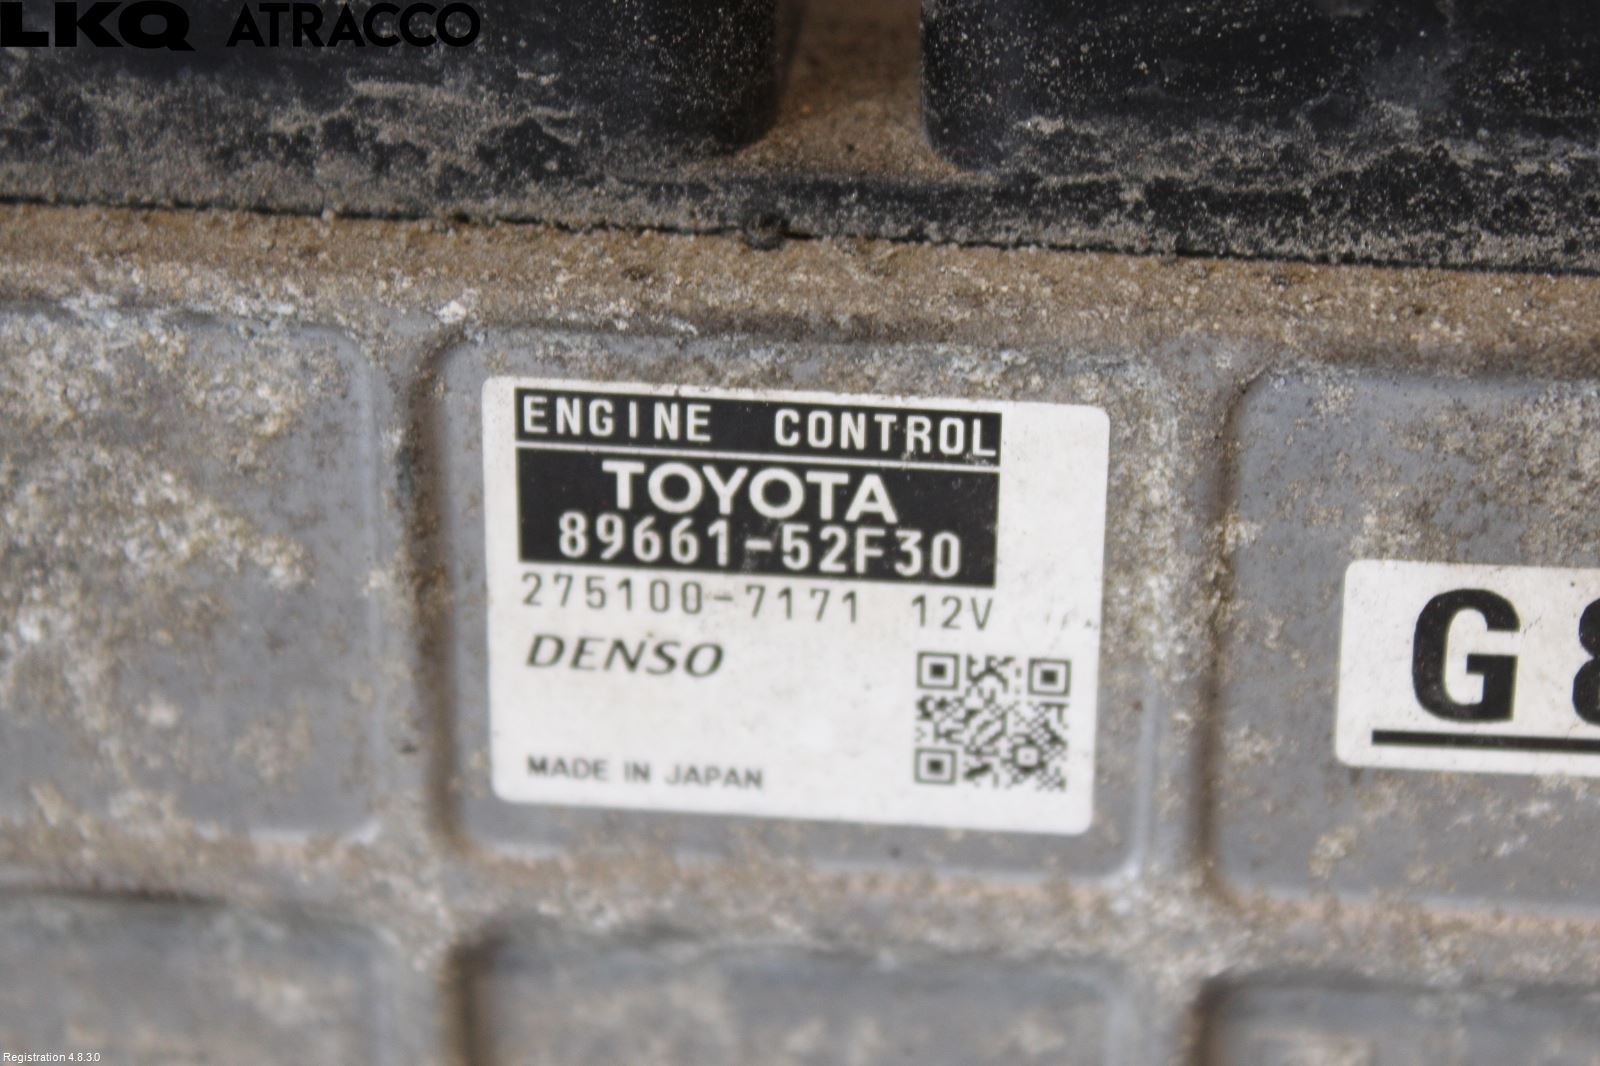 LKQ ATRACCO
ENGINE CONTROL
TOYOTA
89661-52F30
275100-7171 12V
DENSO
MADE IN JAPAN
G
Registration 4.8.3.0